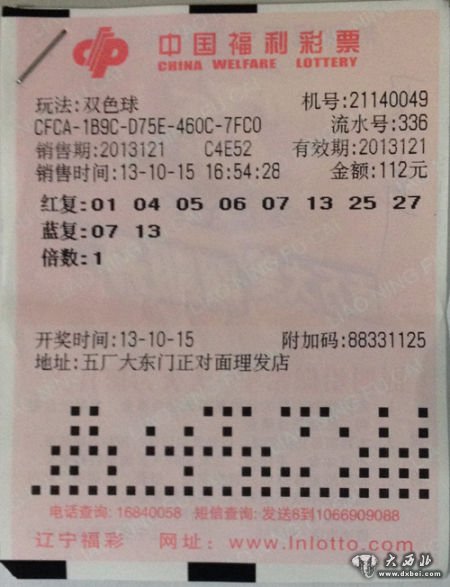 中国福利彩票
CHINA WELFARE LOTTERY
玩法:双色球 机号:21140049
CFCA-1B9C-D75E-460C-7FC0 流水号:336
销售期:2013121 C4E52 有效期:2013121
销售时间:13-10-15 16:54:28 金额:112元
红复:01 04 05 06 07 13 25 27
蓝复:07 13
倍数:1
开奖时间:13-10-15 附加码:88331125
地址:五厂大东门正对面理发店
电话查询:16840058 短信查询:发送8到1066909088
辽宁福彩 网址:www.lnlotto.com
大西北
www.dxbei.com